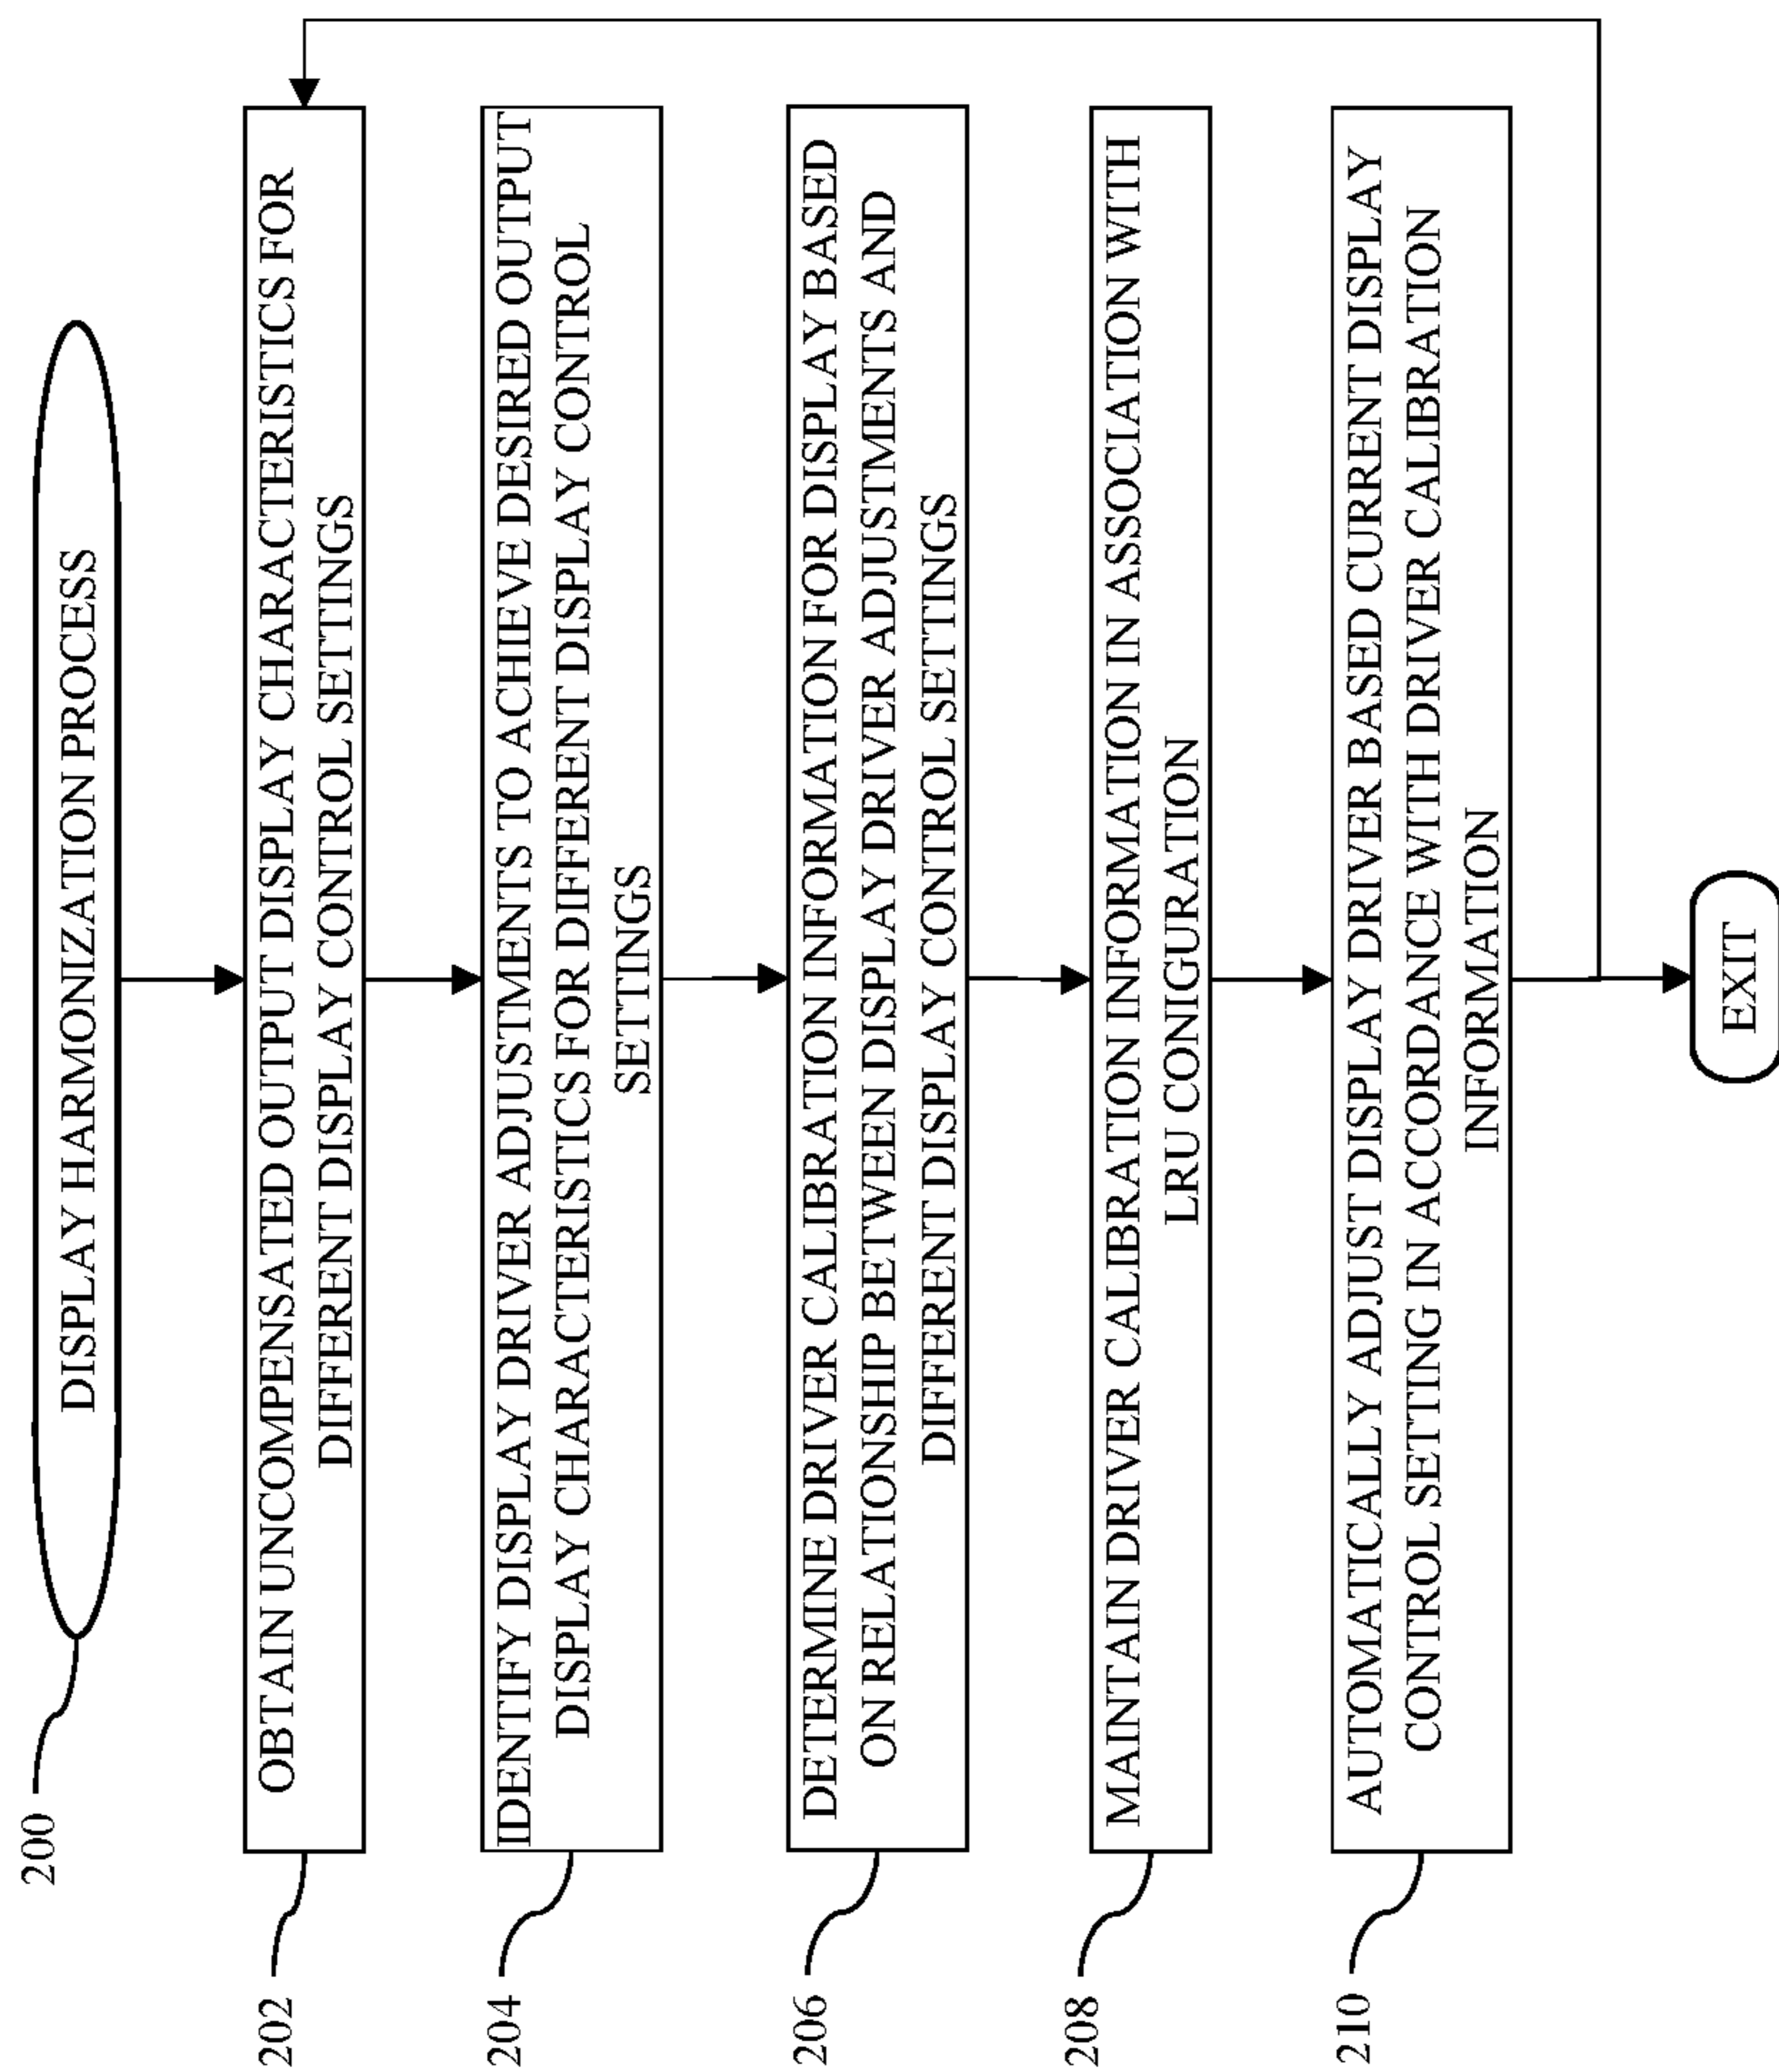 200
DISPLAY HARMONIZATION PROCESS
202
OBTAIN UNCOMPENSATED OUTPUT DISPLAY CHARACTERISTICS FOR
DIFFERENT DISPLAY CONTROL SETTINGS
204
IDENTIFY DISPLAY DRIVER ADJUSTMENTS TO ACHIEVE DESIRED OUTPUT
DISPLAY CHARACTERISTICS FOR DIFFERENT DISPLAY CONTROL
SETTINGS
206
DETERMINE DRIVER CALIBRATION INFORMATION FOR DISPLAY BASED
ON RELATIONSHIP BETWEEN DISPLAY DRIVER ADJUSTMENTS AND
DIFFERENT DISPLAY CONTROL SETTINGS
208
MAINTAIN DRIVER CALIBRATION INFORMATION IN ASSOCIATION WITH
LRU CONIGURATION
210
AUTOMATICALLY ADJUST DISPLAY DRIVER BASED CURRENT DISPLAY
CONTROL SETTING IN ACCORDANCE WITH DRIVER CALIBRATION
INFORMATION
EXIT